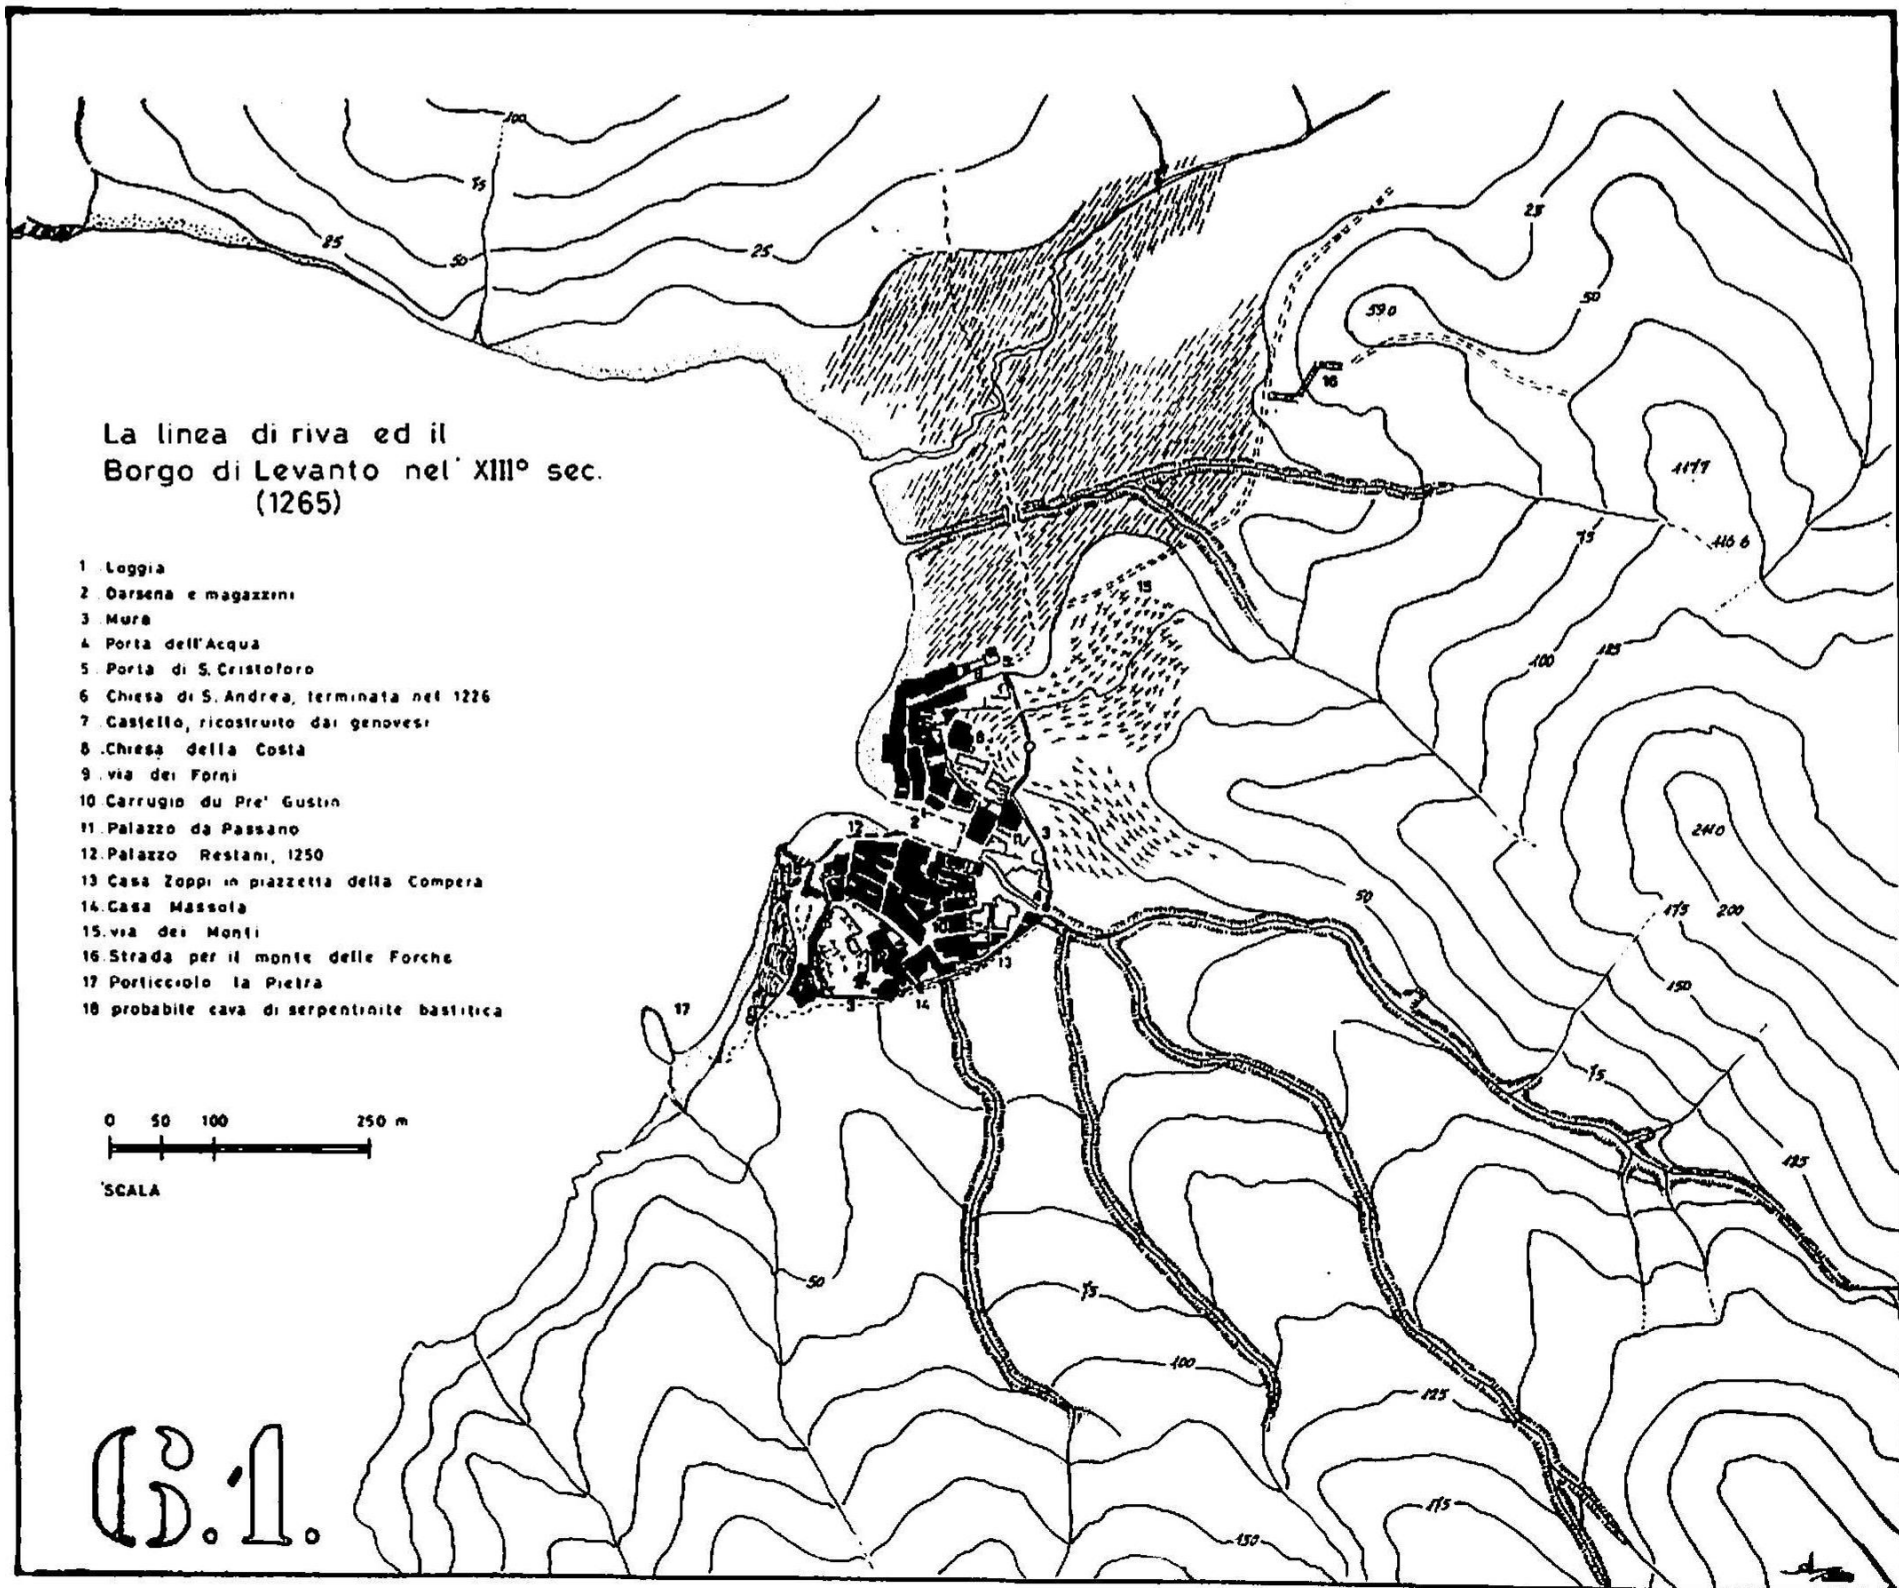 La linea di riva ed il
Borgo di Levanto nel' XIII° sec.
(1265)
1 Loggia
2 Darsena e magazzini
3 Mura
4 Porta dell'Acqua
5 Porta di S. Cristoforo
6 Chiesa di S. Andrea, terminata nel 1226
7 Castello, ricostruito dai genovesi
8 .Chiesa della Costa
9 .via dei Forni
10 Carrugio du Pre' Gustin
11 Palazzo da Passano
12. Palazzo Restani, 1250
13 Casa Zoppi in piazzetta della Compera
14. Casa Massola
15. via dei Monti
16. Strada per il monte delle Forche
17 Porticciolo la Pietra
18 probabile cava di serpentinite bastitica
0 50 100 250 m
SCALA
G.1.
100
75
25
50
25
25
50
59.0
16
117.7
116.6
75
15
100
125
6
2
3
12
11
241.0
50
175
200
10
13
3
14
17
150
75
125
50
75
100
125
175
150